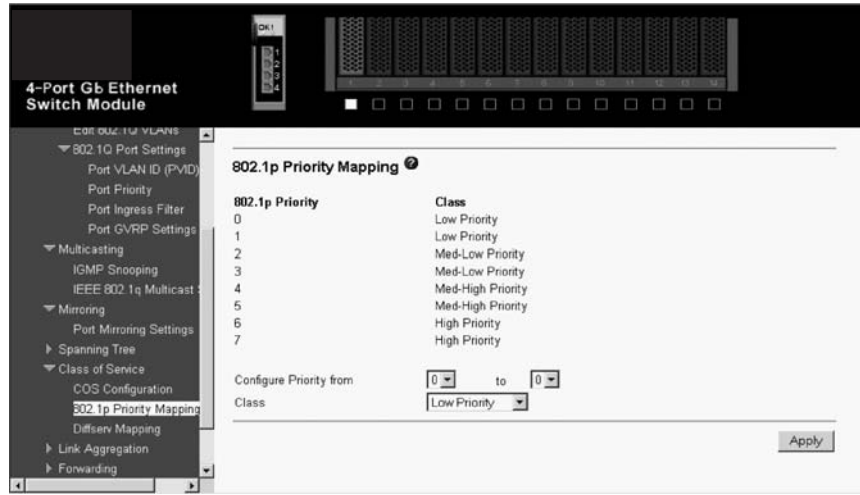 OK!
1
2
3
4
4-Port Gb Ethernet
Switch Module
1 2 3 4 5 6 7 8 9 10 11 12 13 14
Edit 802.1Q VLANs
802.1Q Port Settings
Port VLAN ID (PVID)
Port Priority
Port Ingress Filter
Port GVRP Settings
Multicasting
IGMP Snooping
IEEE 802.1q Multicast
Mirroring
Port Mirroring Settings
Spanning Tree
Class of Service
COS Configuration
802.1p Priority Mapping
Diffserv Mapping
Link Aggregation
Forwarding
802.1p Priority Mapping ?
802.1p Priority Class
0 Low Priority
1 Low Priority
2 Med-Low Priority
3 Med-Low Priority
4 Med-High Priority
5 Med-High Priority
6 High Priority
7 High Priority
Configure Priority from 0 to 0
Class Low Priority
Apply